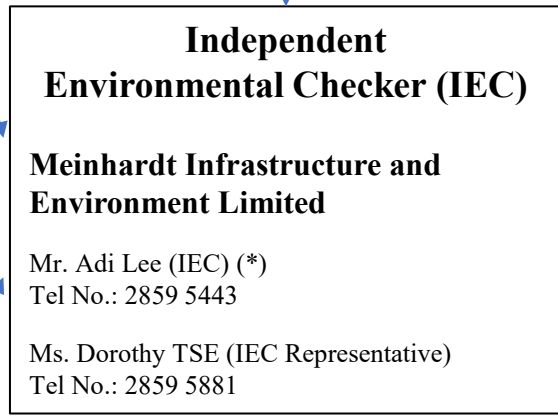 Independent
Environmental Checker (IEC)
Meinhardt Infrastructure and
Environment Limited
Mr. Adi Lee (IEC) (*)
Tel No.: 2859 5443
Ms. Dorothy TSE (IEC Representative)
Tel No.: 2859 5881